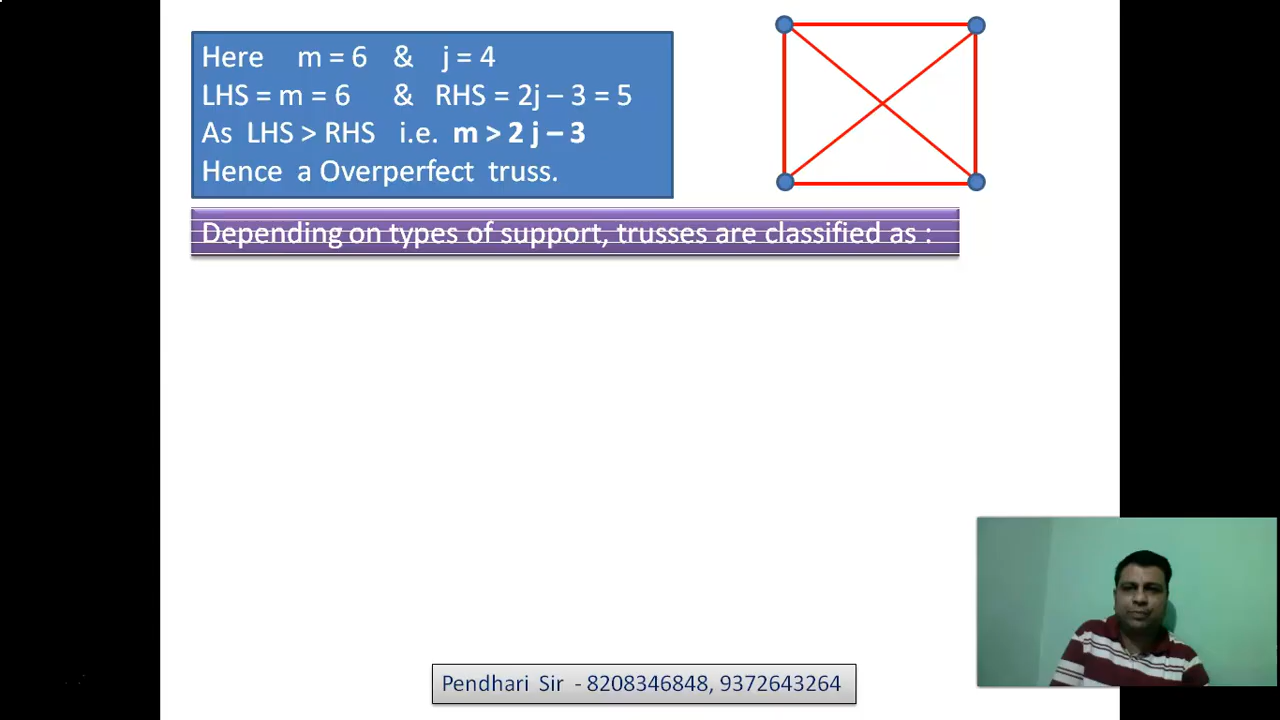 Here m = 6 & j = 4
LHS = m = 6 & RHS = 2j – 3 = 5
As LHS > RHS i.e. m > 2 j – 3
Hence a Overperfect truss.
Depending on types of support, trusses are classified as :
Pendhari Sir - 8208346848, 9372643264